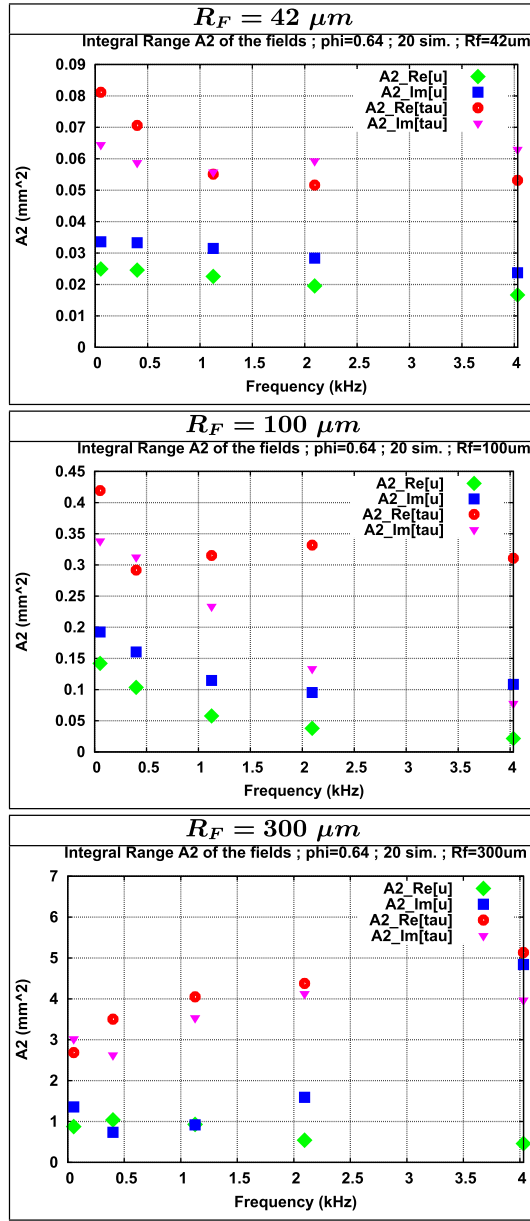 R_F = 42 μm
Integral Range A2 of the fields ; phi=0.64 ; 20 sim. ; Rf=42um
0.09
0.08
0.07
0.06
0.05
0.04
0.03
0.02
0.01
0
A2 (mm^2)
A2_Re[u]
A2_Im[u]
A2_Re[tau]
A2_Im[tau]
0 0.5 1 1.5 2 2.5 3 3.5 4
Frequency (kHz)
R_F = 100 μm
Integral Range A2 of the fields ; phi=0.64 ; 20 sim. ; Rf=100um
0.45
0.4
0.35
0.3
0.25
0.2
0.15
0.1
0.05
0
A2 (mm^2)
A2_Re[u]
A2_Im[u]
A2_Re[tau]
A2_Im[tau]
0 0.5 1 1.5 2 2.5 3 3.5 4
Frequency (kHz)
R_F = 300 μm
Integral Range A2 of the fields ; phi=0.64 ; 20 sim. ; Rf=300um
7
6
5
4
3
2
1
0
A2 (mm^2)
A2_Re[u]
A2_Im[u]
A2_Re[tau]
A2_Im[tau]
0 0.5 1 1.5 2 2.5 3 3.5 4
Frequency (kHz)